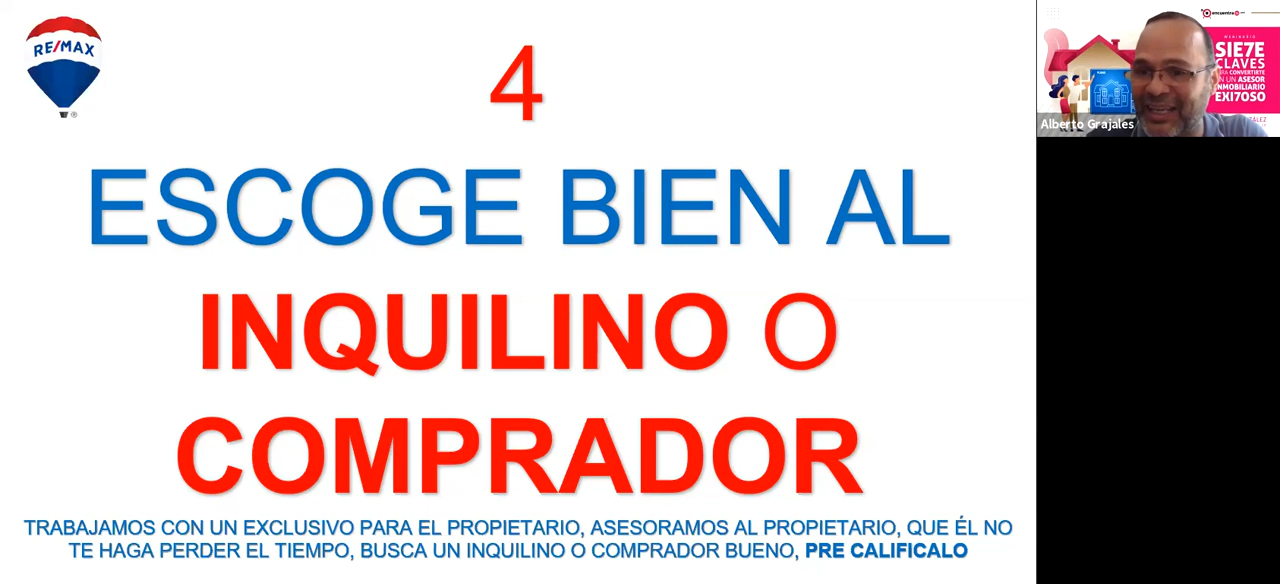 RE/MAX
4
ESCOGE BIEN AL
INQUILINO O
COMPRADOR
TRABAJAMOS CON UN EXCLUSIVO PARA EL PROPIETARIO, ASESORAMOS AL PROPIETARIO, QUE ÉL NO
TE HAGA PERDER EL TIEMPO, BUSCA UN INQUILINO O COMPRADOR BUENO, PRE CALIFICALO
encuentra
SIE7E
CLAVES
CONVERTIRTE
UN ASESOR
INMOBILIARIO
EXI7OSO
Alberto Grajales